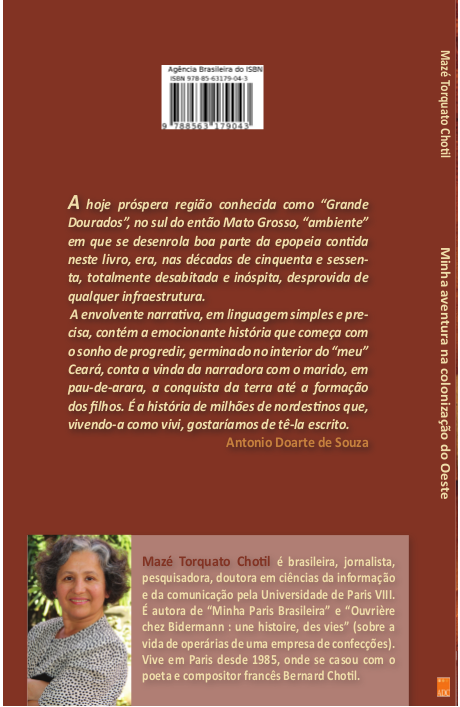 Agência Brasileira do ISBN
ISBN 978-85-63179-04-3
9 788563 179043
A hoje próspera região conhecida como “Grande
Dourados”, no sul do então Mato Grosso, “ambiente”
em que se desenrola boa parte da epopeia contida
neste livro, era, nas décadas de cinquenta e sessen-
ta, totalmente desabitada e inóspita, desprovida de
qualquer infraestrutura.
A envolvente narrativa, em linguagem simples e pre-
cisa, contém a emocionante história que começa com
o sonho de progredir, germinado no interior do “meu”
Ceará, conta a vinda da narradora com o marido, em
pau-de-arara, a conquista da terra até a formação
dos filhos. É a história de milhões de nordestinos que,
vivendo-a como vivi, gostaríamos de tê-la escrito.
Antonio Doarte de Souza
Mazé Torquato Chotil é brasileira, jornalista,
pesquisadora, doutora em ciências da informação
e da comunicação pela Universidade de Paris VIII.
É autora de “Minha Paris Brasileira” e “Ouvrière
chez Bidermann : une histoire, des vies” (sobre a
vida de operárias de uma empresa de confecções).
Vive em Paris desde 1985, onde se casou com o
poeta e compositor francês Bernard Chotil.
Mazé Torquato Chotil
Minha aventura na colonização do Oeste
ADC